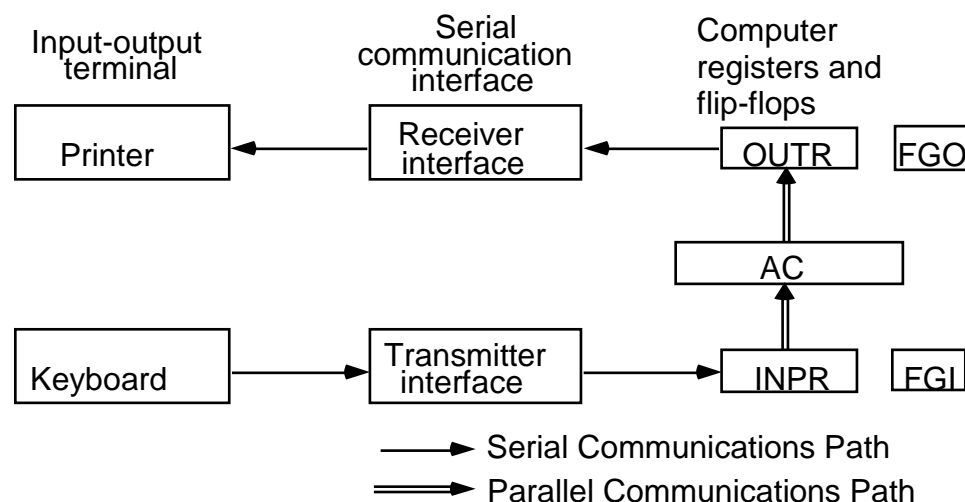 Input-output
terminal
Serial
communication
interface
Computer
registers and
flip-flops
Printer
Receiver
interface
OUTR
FGO
AC
Keyboard
Transmitter
interface
INPR
FGI
Serial Communications Path
Parallel Communications Path